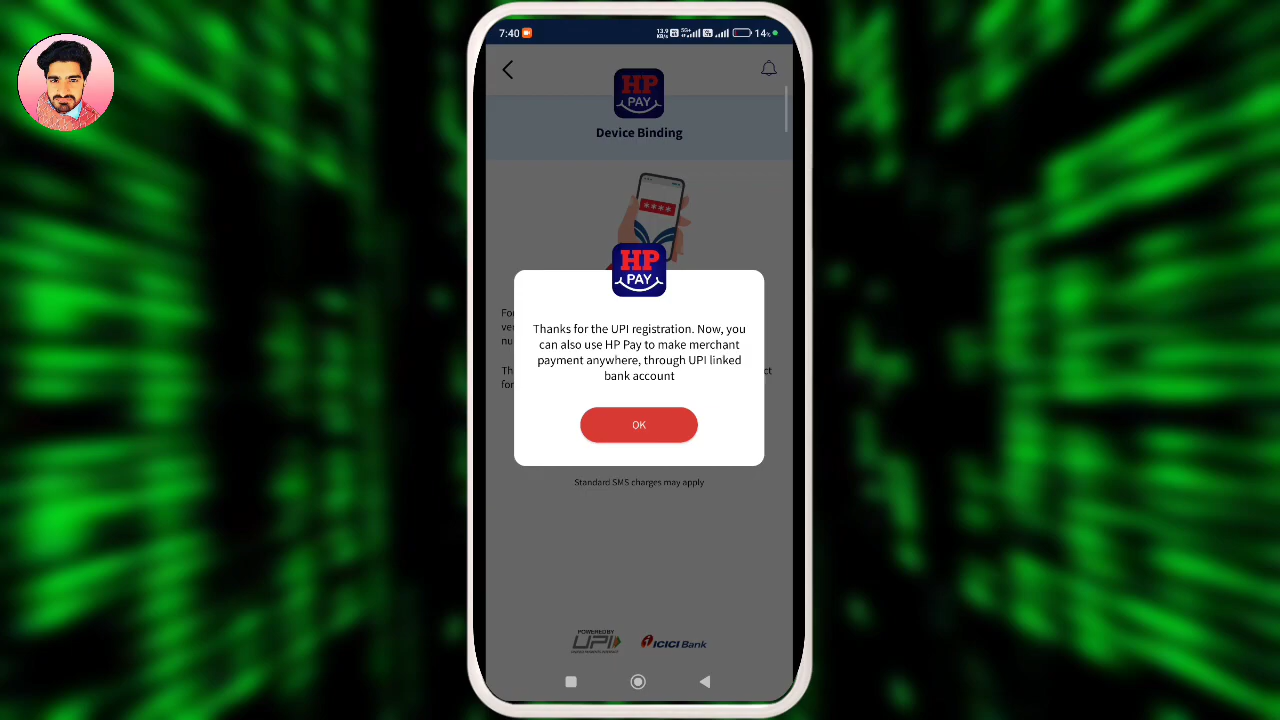 7:40
14%
HP
PAY
Device Binding
****
HP
PAY
Thanks for the UPI registration. Now, you
can also use HP Pay to make merchant
payment anywhere, through UPI linked
bank account
OK
Standard SMS charges may apply
POWERED BY
UPI
ICICI Bank